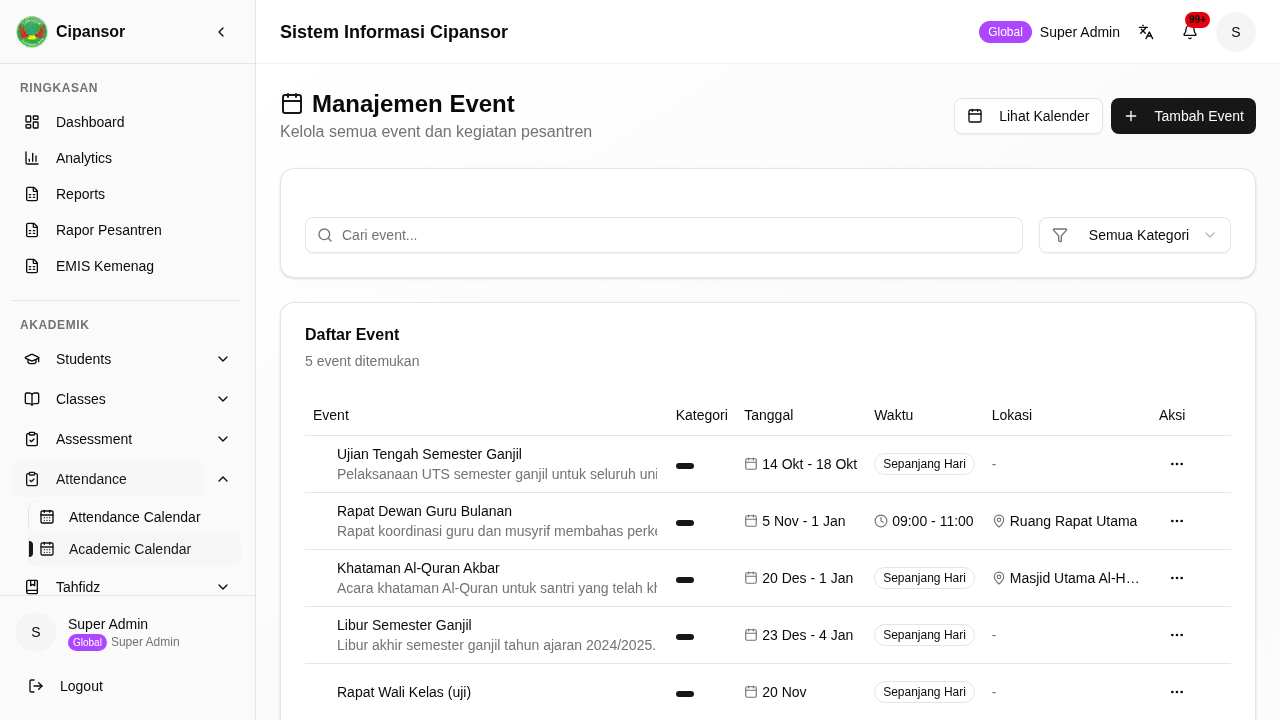 Cipansor
Sistem Informasi Cipansor
Global Super Admin
99+
S
RINGKASAN
Dashboard
Analytics
Reports
Rapor Pesantren
EMIS Kemenag
AKADEMIK
Students
Classes
Assessment
Attendance
Attendance Calendar
Academic Calendar
Tahfidz
S
Super Admin
Global Super Admin
Logout
Manajemen Event
Kelola semua event dan kegiatan pesantren
Lihat Kalender
Tambah Event
Cari event...
Semua Kategori
Daftar Event
5 event ditemukan
Event Kategori Tanggal Waktu Lokasi Aksi
Ujian Tengah Semester Ganjil
Pelaksanaan UTS semester ganjil untuk seluruh uni
14 Okt - 18 Okt Sepanjang Hari -
Rapat Dewan Guru Bulanan
Rapat koordinasi guru dan musyrif membahas perke
5 Nov - 1 Jan 09:00 - 11:00 Ruang Rapat Utama
Khataman Al-Quran Akbar
Acara khataman Al-Quran untuk santri yang telah kh
20 Des - 1 Jan Sepanjang Hari Masjid Utama Al-H...
Libur Semester Ganjil
Libur akhir semester ganjil tahun ajaran 2024/2025.
23 Des - 4 Jan Sepanjang Hari -
Rapat Wali Kelas (uji)
20 Nov Sepanjang Hari -